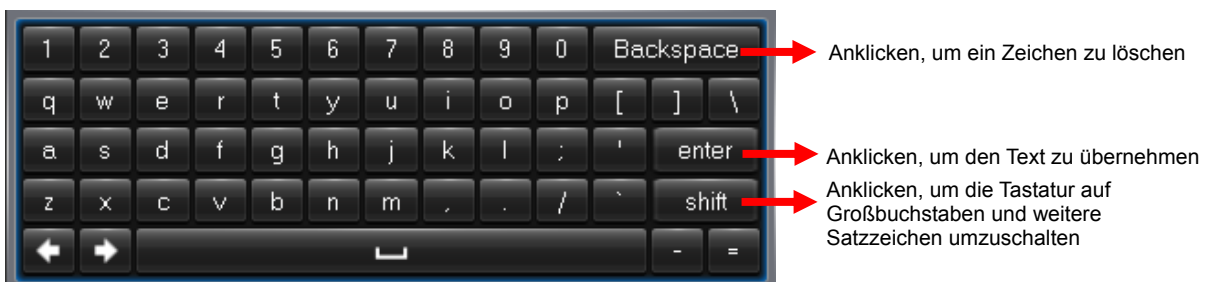 1 2 3 4 5 6 7 8 9 0 Backspace
Anklicken, um ein Zeichen zu löschen
q w e r t y u i o p [ ] \
a s d f g h j k l ; ' enter
Anklicken, um den Text zu übernehmen
z x c v b n m , . / ` shift
Anklicken, um die Tastatur auf
Großbuchstaben und weitere
Satzzeichen umzuschalten
- =